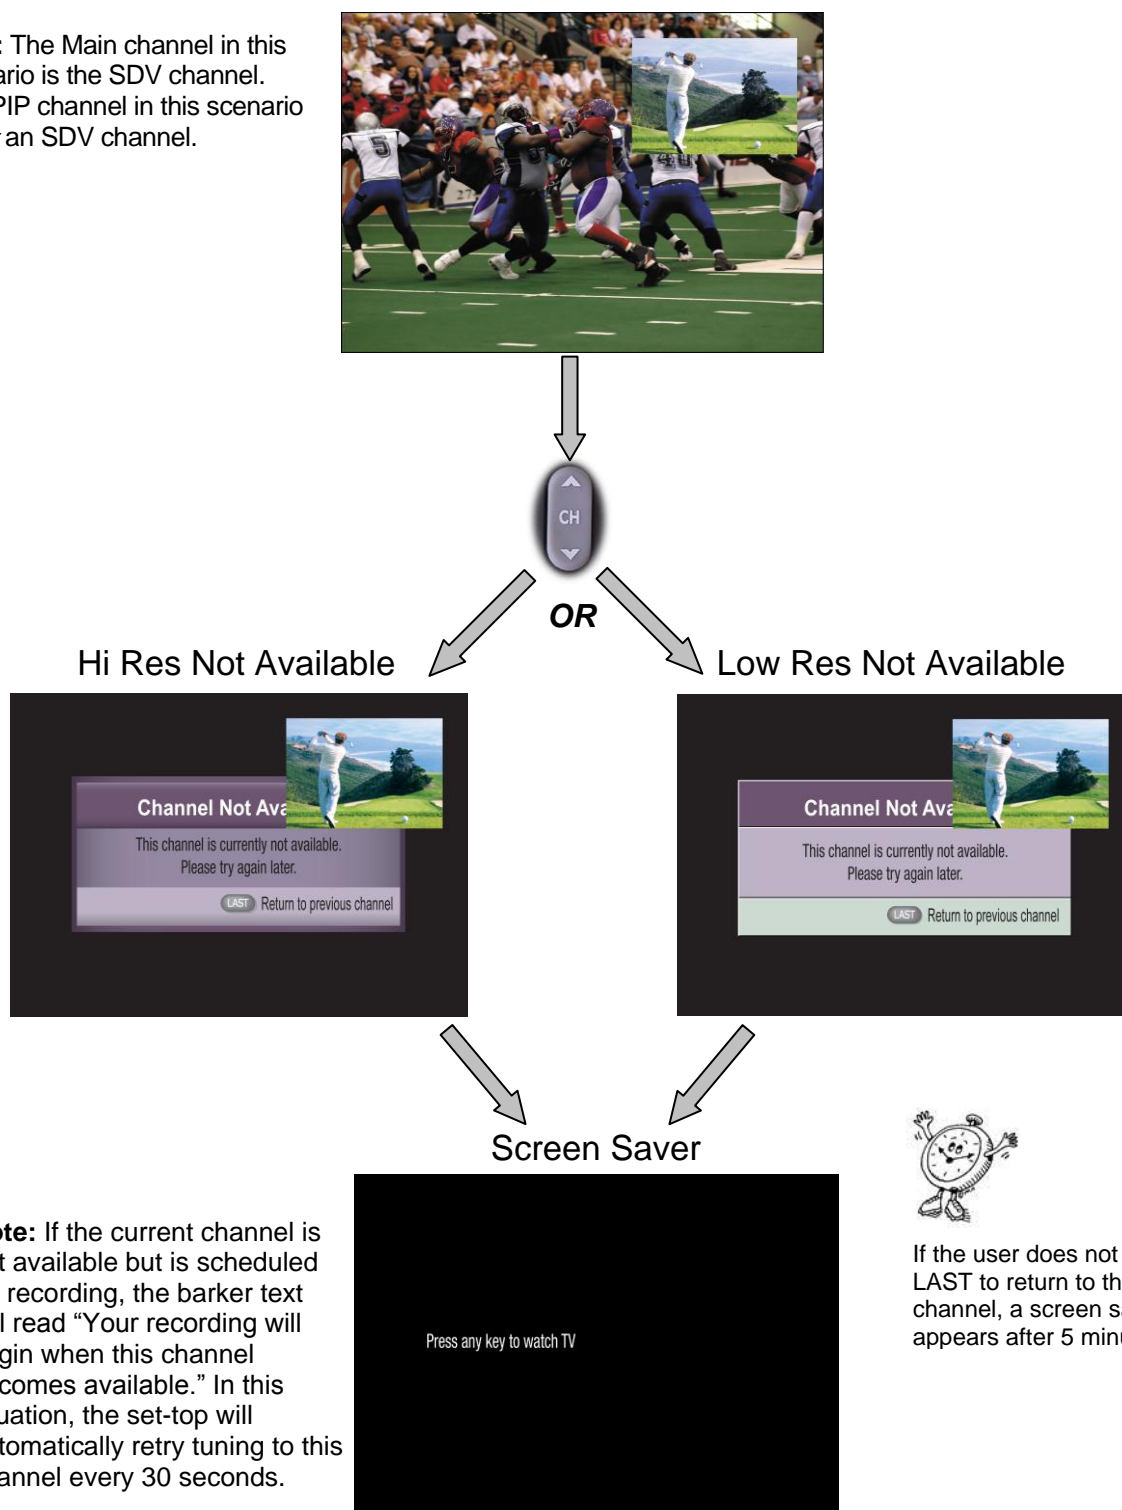 : The Main channel in this
ario is the SDV channel.
PIP channel in this scenario
an SDV channel.
5
CH
OR
Hi Res Not Available
Low Res Not Available
Channel Not Ava
This channel is currently not available.
Please try again later.
LAST Return to previous channel
Channel Not Ava
This channel is currently not available.
Please try again later.
LAST Return to previous channel
Screen Saver
Press any key to watch TV
ote: If the current channel is
t available but is scheduled
recording, the barker text
l read “Your recording will
gin when this channel
comes available.” In this
uation, the set-top will
tomatically retry tuning to this
annel every 30 seconds.
If the user does not
LAST to return to th
channel, a screen sa
appears after 5 minu